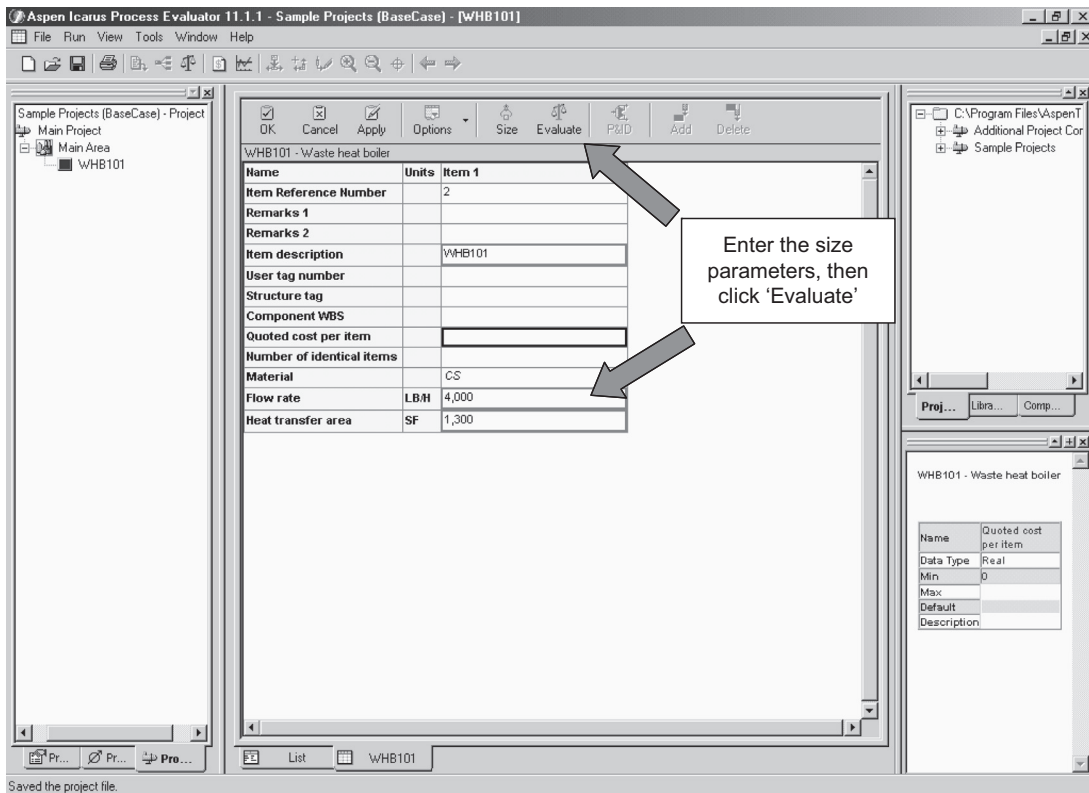 Aspen Icarus Process Evaluator 11.1.1 - Sample Projects (BaseCase) - [WHB101]
File Run View Tools Window Help
Sample Projects (BaseCase) - Project
Main Project
Main Area
WHB101
OK Cancel Apply Options Size Evaluate P&ID Add Delete
WHB101 - Waste heat boiler
Name Units Item 1
Item Reference Number 2
Remarks 1
Remarks 2
Item description WHB101
User tag number
Structure tag
Component WBS
Quoted cost per item
Number of identical items
Material CS
Flow rate LB/H 4,000
Heat transfer area SF 1,300
Enter the size
parameters, then
click ‘Evaluate’
C:\Program Files\AspenT
Additional Project Cor
Sample Projects
Proj... Libra... Comp...
WHB101 - Waste heat boiler
Name Quoted cost
per item
Data Type Real
Min 0
Max
Default
Description
Pr... Pr... Pro...
List WHB101
Saved the project file.